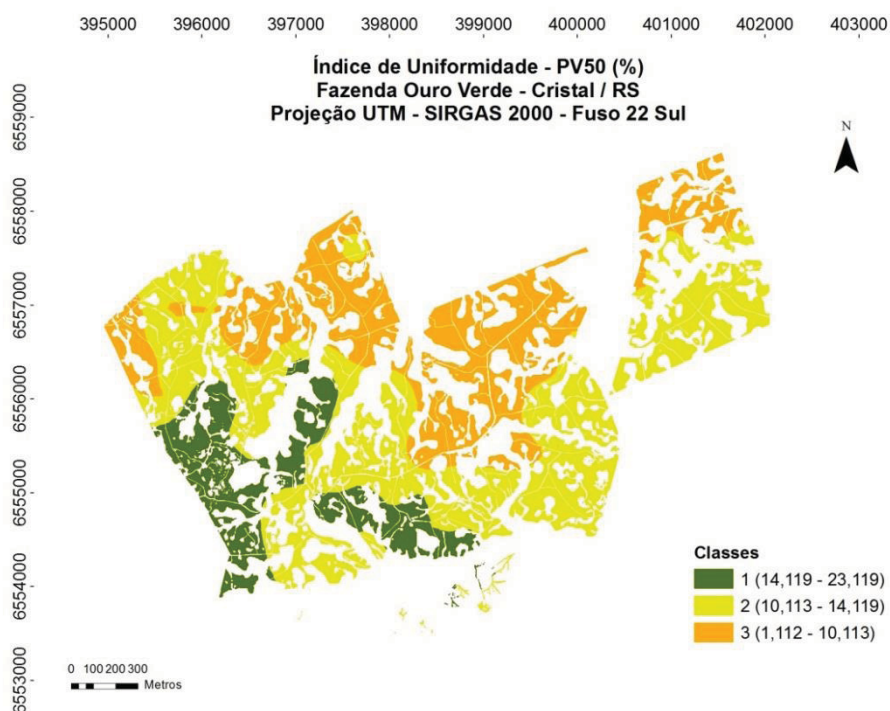 395000 396000 397000 398000 399000 400000 401000 402000 403000
Índice de Uniformidade - PV50 (%)
Fazenda Ouro Verde - Cristal / RS
Projeção UTM - SIRGAS 2000 - Fuso 22 Sul
6559000
N
6558000
6557000
6556000
6555000
6554000
6553000
Classes
1 (14,119 - 23,119)
2 (10,113 - 14,119)
3 (1,112 - 10,113)
0 100 200 300
Metros